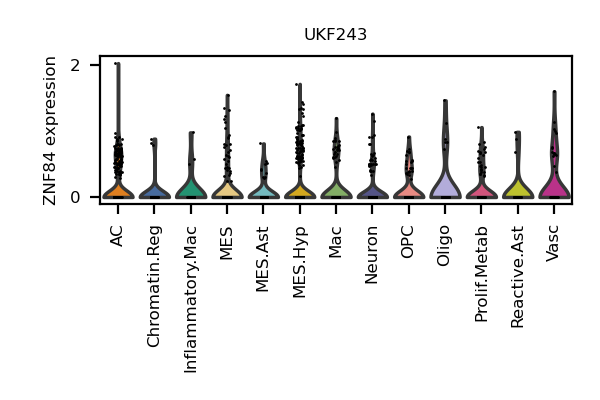 UKF243
ZNF84 expression
2
0
AC
Chromatin.Reg
Inflammatory.Mac
MES
MES.Ast
MES.Hyp
Mac
Neuron
OPC
Oligo
Prolif.Metab
Reactive.Ast
Vasc